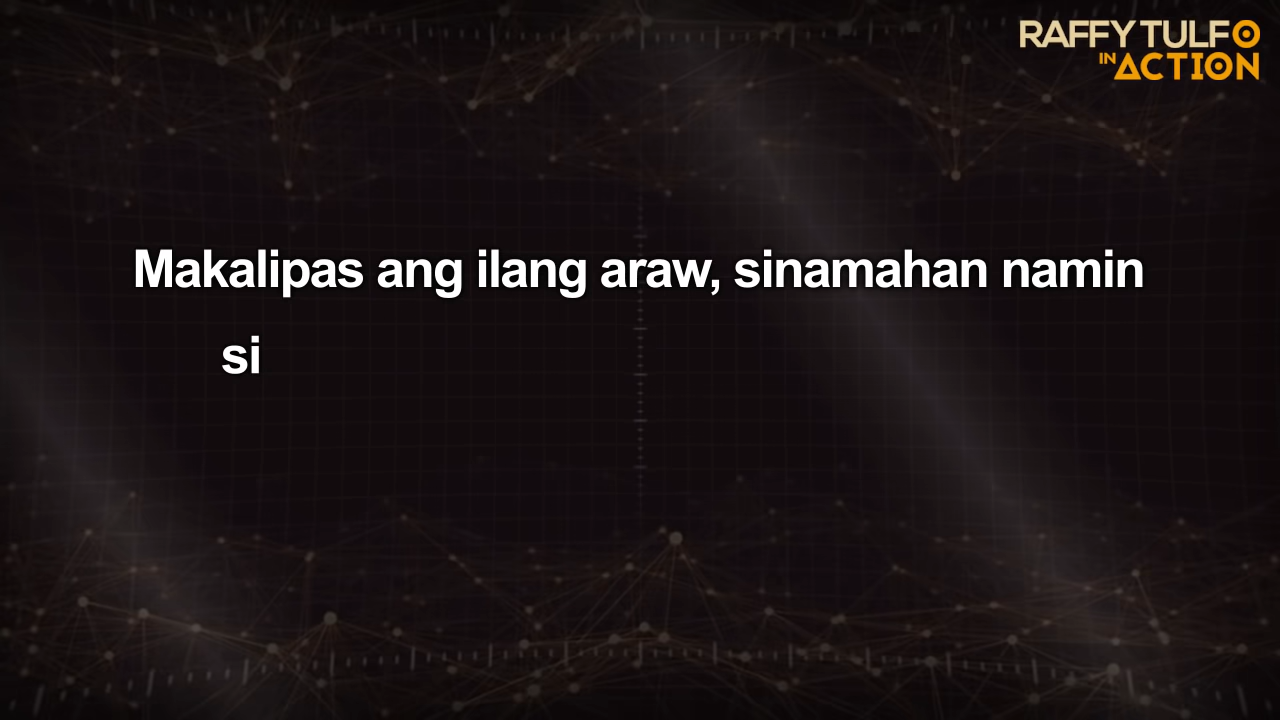 RAFFY TULFO
IN ACTION
Makalipas ang ilang araw, sinamahan namin
si